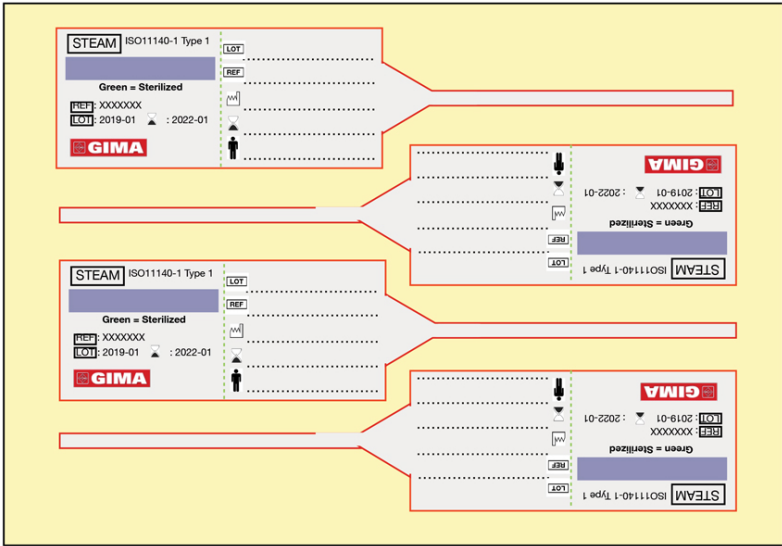 STEAM ISO11140-1 Type 1
Green = Sterilized
REF: XXXXXXX
LOT: 2019-01 : 2022-01
GIMA
LOT
REF
STEAM ISO11140-1 Type 1
Green = Sterilized
REF: XXXXXXX
LOT: 2019-01 : 2022-01
GIMA
LOT
REF
STEAM ISO11140-1 Type 1
Green = Sterilized
REF: XXXXXXX
LOT: 2019-01 : 2022-01
GIMA
LOT
REF
STEAM ISO11140-1 Type 1
Green = Sterilized
REF: XXXXXXX
LOT: 2019-01 : 2022-01
GIMA
LOT
REF